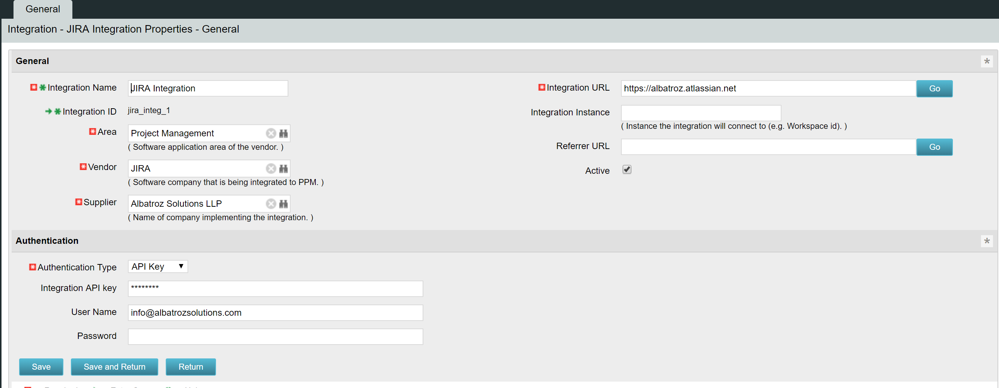 General
Integration - JIRA Integration Properties - General
General
Integration Name JIRA Integration
Integration ID jira_integ_1
Area Project Management
( Software application area of the vendor. )
Vendor JIRA
( Software company that is being integrated to PPM. )
Supplier Albatroz Solutions LLP
( Name of company implementing the integration. )
Integration URL https://albatroz.atlassian.net Go
Integration Instance
( Instance the integration will connect to (e.g. Workspace id). )
Referrer URL Go
Active
Authentication
Authentication Type API Key
Integration API key ********
User Name info@albatrozsolutions.com
Password
Save Save and Return Return